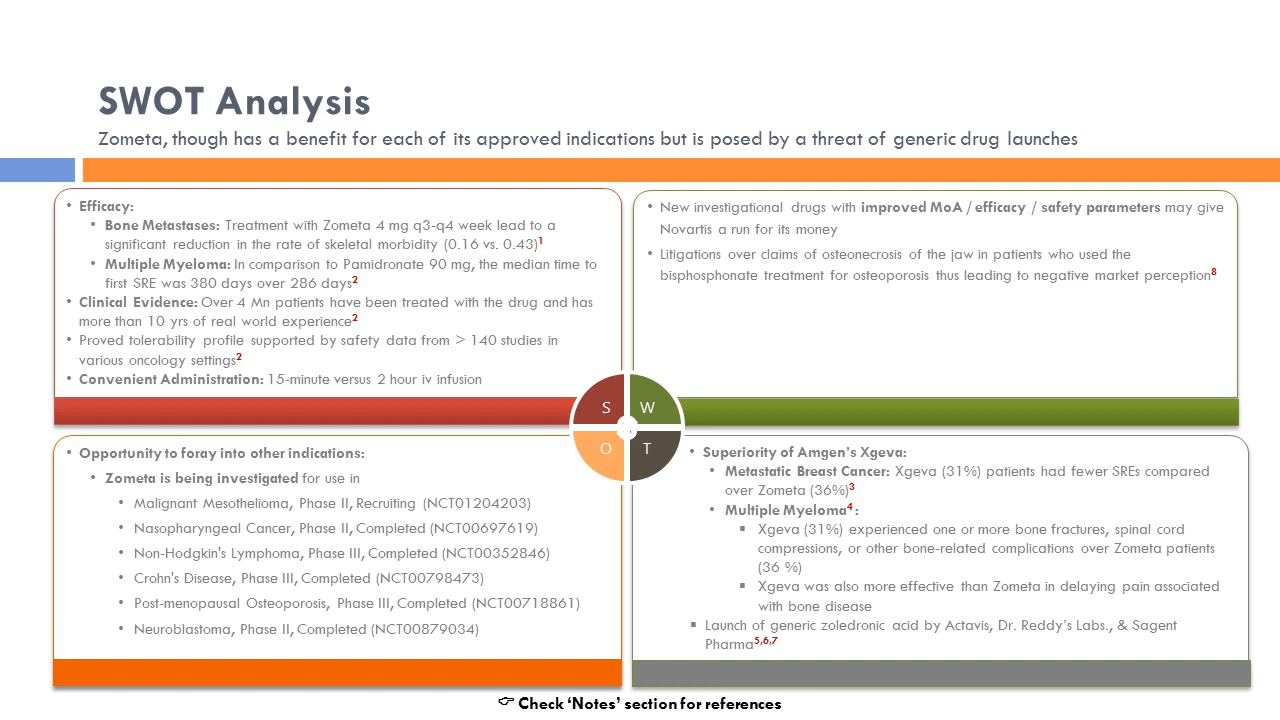 SWOT Analysis
Zometa, though has a benefit for each of its approved indications but is posed by a threat of generic drug launches
• Efficacy:
• Bone Metastases: Treatment with Zometa 4 mg q3-q4 week lead to a
significant reduction in the rate of skeletal morbidity (0.16 vs. 0.43)1
• Multiple Myeloma: In comparison to Pamidronate 90 mg, the median time to
first SRE was 380 days over 286 days2
• Clinical Evidence: Over 4 Mn patients have been treated with the drug and has
more than 10 yrs of real world experience2
• Proved tolerability profile supported by safety data from > 140 studies in
various oncology settings2
• Convenient Administration: 15-minute versus 2 hour iv infusion
• New investigational drugs with improved MoA / efficacy / safety parameters may give
Novartis a run for its money
• Litigations over claims of osteonecrosis of the jaw in patients who used the
bisphosphonate treatment for osteoporosis thus leading to negative market perception8
S
W
O
T
• Opportunity to foray into other indications:
• Zometa is being investigated for use in
• Malignant Mesothelioma, Phase II, Recruiting (NCT01204203)
• Nasopharyngeal Cancer, Phase II, Completed (NCT00697619)
• Non-Hodgkin's Lymphoma, Phase III, Completed (NCT00352846)
• Crohn's Disease, Phase III, Completed (NCT00798473)
• Post-menopausal Osteoporosis, Phase III, Completed (NCT00718861)
• Neuroblastoma, Phase II, Completed (NCT00879034)
• Superiority of Amgen's Xgeva:
• Metastatic Breast Cancer: Xgeva (31%) patients had fewer SREs compared
over Zometa (36%)3
• Multiple Myeloma4:
▪ Xgeva (31%) experienced one or more bone fractures, spinal cord
compressions, or other bone-related complications over Zometa patients
(36 %)
▪ Xgeva was also more effective than Zometa in delaying pain associated
with bone disease
▪ Launch of generic zoledronic acid by Actavis, Dr. Reddy's Labs., & Sagent
Pharma5,6,7
☞ Check ‘Notes’ section for references